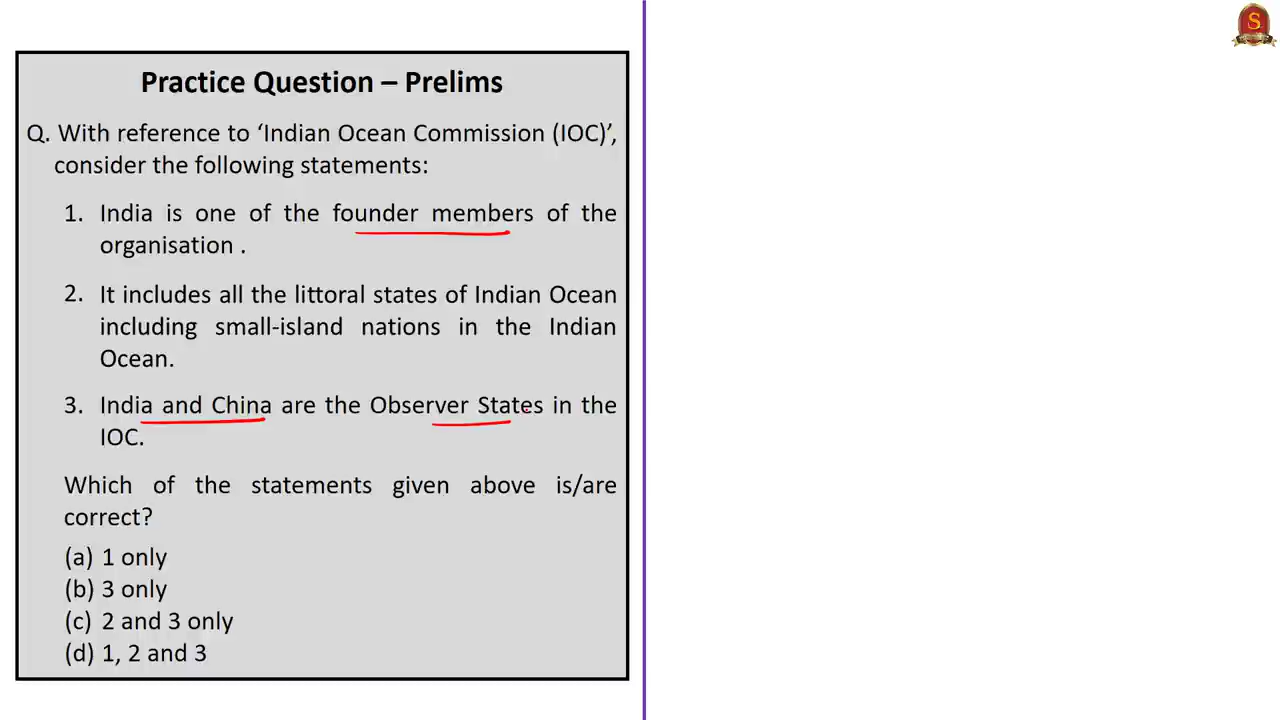 S
Practice Question – Prelims
Q. With reference to ‘Indian Ocean Commission (IOC)’,
consider the following statements:
1. India is one of the founder members of the
organisation .
2. It includes all the littoral states of Indian Ocean
including small-island nations in the Indian
Ocean.
3. India and China are the Observer States in the
IOC.
Which of the statements given above is/are
correct?
(a) 1 only
(b) 3 only
(c) 2 and 3 only
(d) 1, 2 and 3